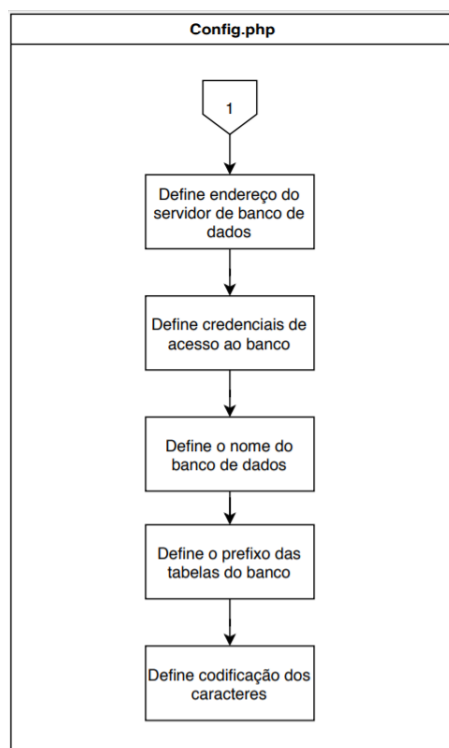 Config.php
1
Define endereço do
servidor de banco de
dados
Define credenciais de
acesso ao banco
Define o nome do
banco de dados
Define o prefixo das
tabelas do banco
Define codificação dos
caracteres